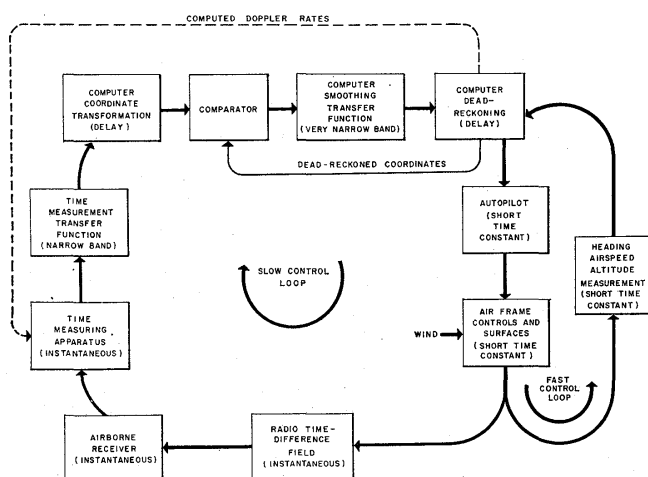 COMPUTED DOPPLER RATES
COMPUTER
COORDINATE
TRANSFORMATION
(DELAY)
COMPARATOR
COMPUTER
SMOOTHING
TRANSFER
FUNCTION
(VERY NARROW BAND)
COMPUTER
DEAD-
RECKONING
(DELAY)
DEAD-RECKONED COORDINATES
TIME
MEASUREMENT
TRANSFER
FUNCTION
(NARROW BAND)
AUTOPILOT
(SHORT
TIME
CONSTANT)
HEADING
AIRSPEED
ALTITUDE
MEASUREMENT
(SHORT TIME
CONSTANT)
SLOW CONTROL
LOOP
TIME
MEASURING
APPARATUS
(INSTANTANEOUS)
WIND
AIR FRAME
CONTROLS AND
SURFACES
(SHORT TIME
CONSTANT)
FAST
CONTROL
LOOP
AIRBORNE
RECEIVER
(INSTANTANEOUS)
RADIO TIME-
DIFFERENCE
FIELD
(INSTANTANEOUS)